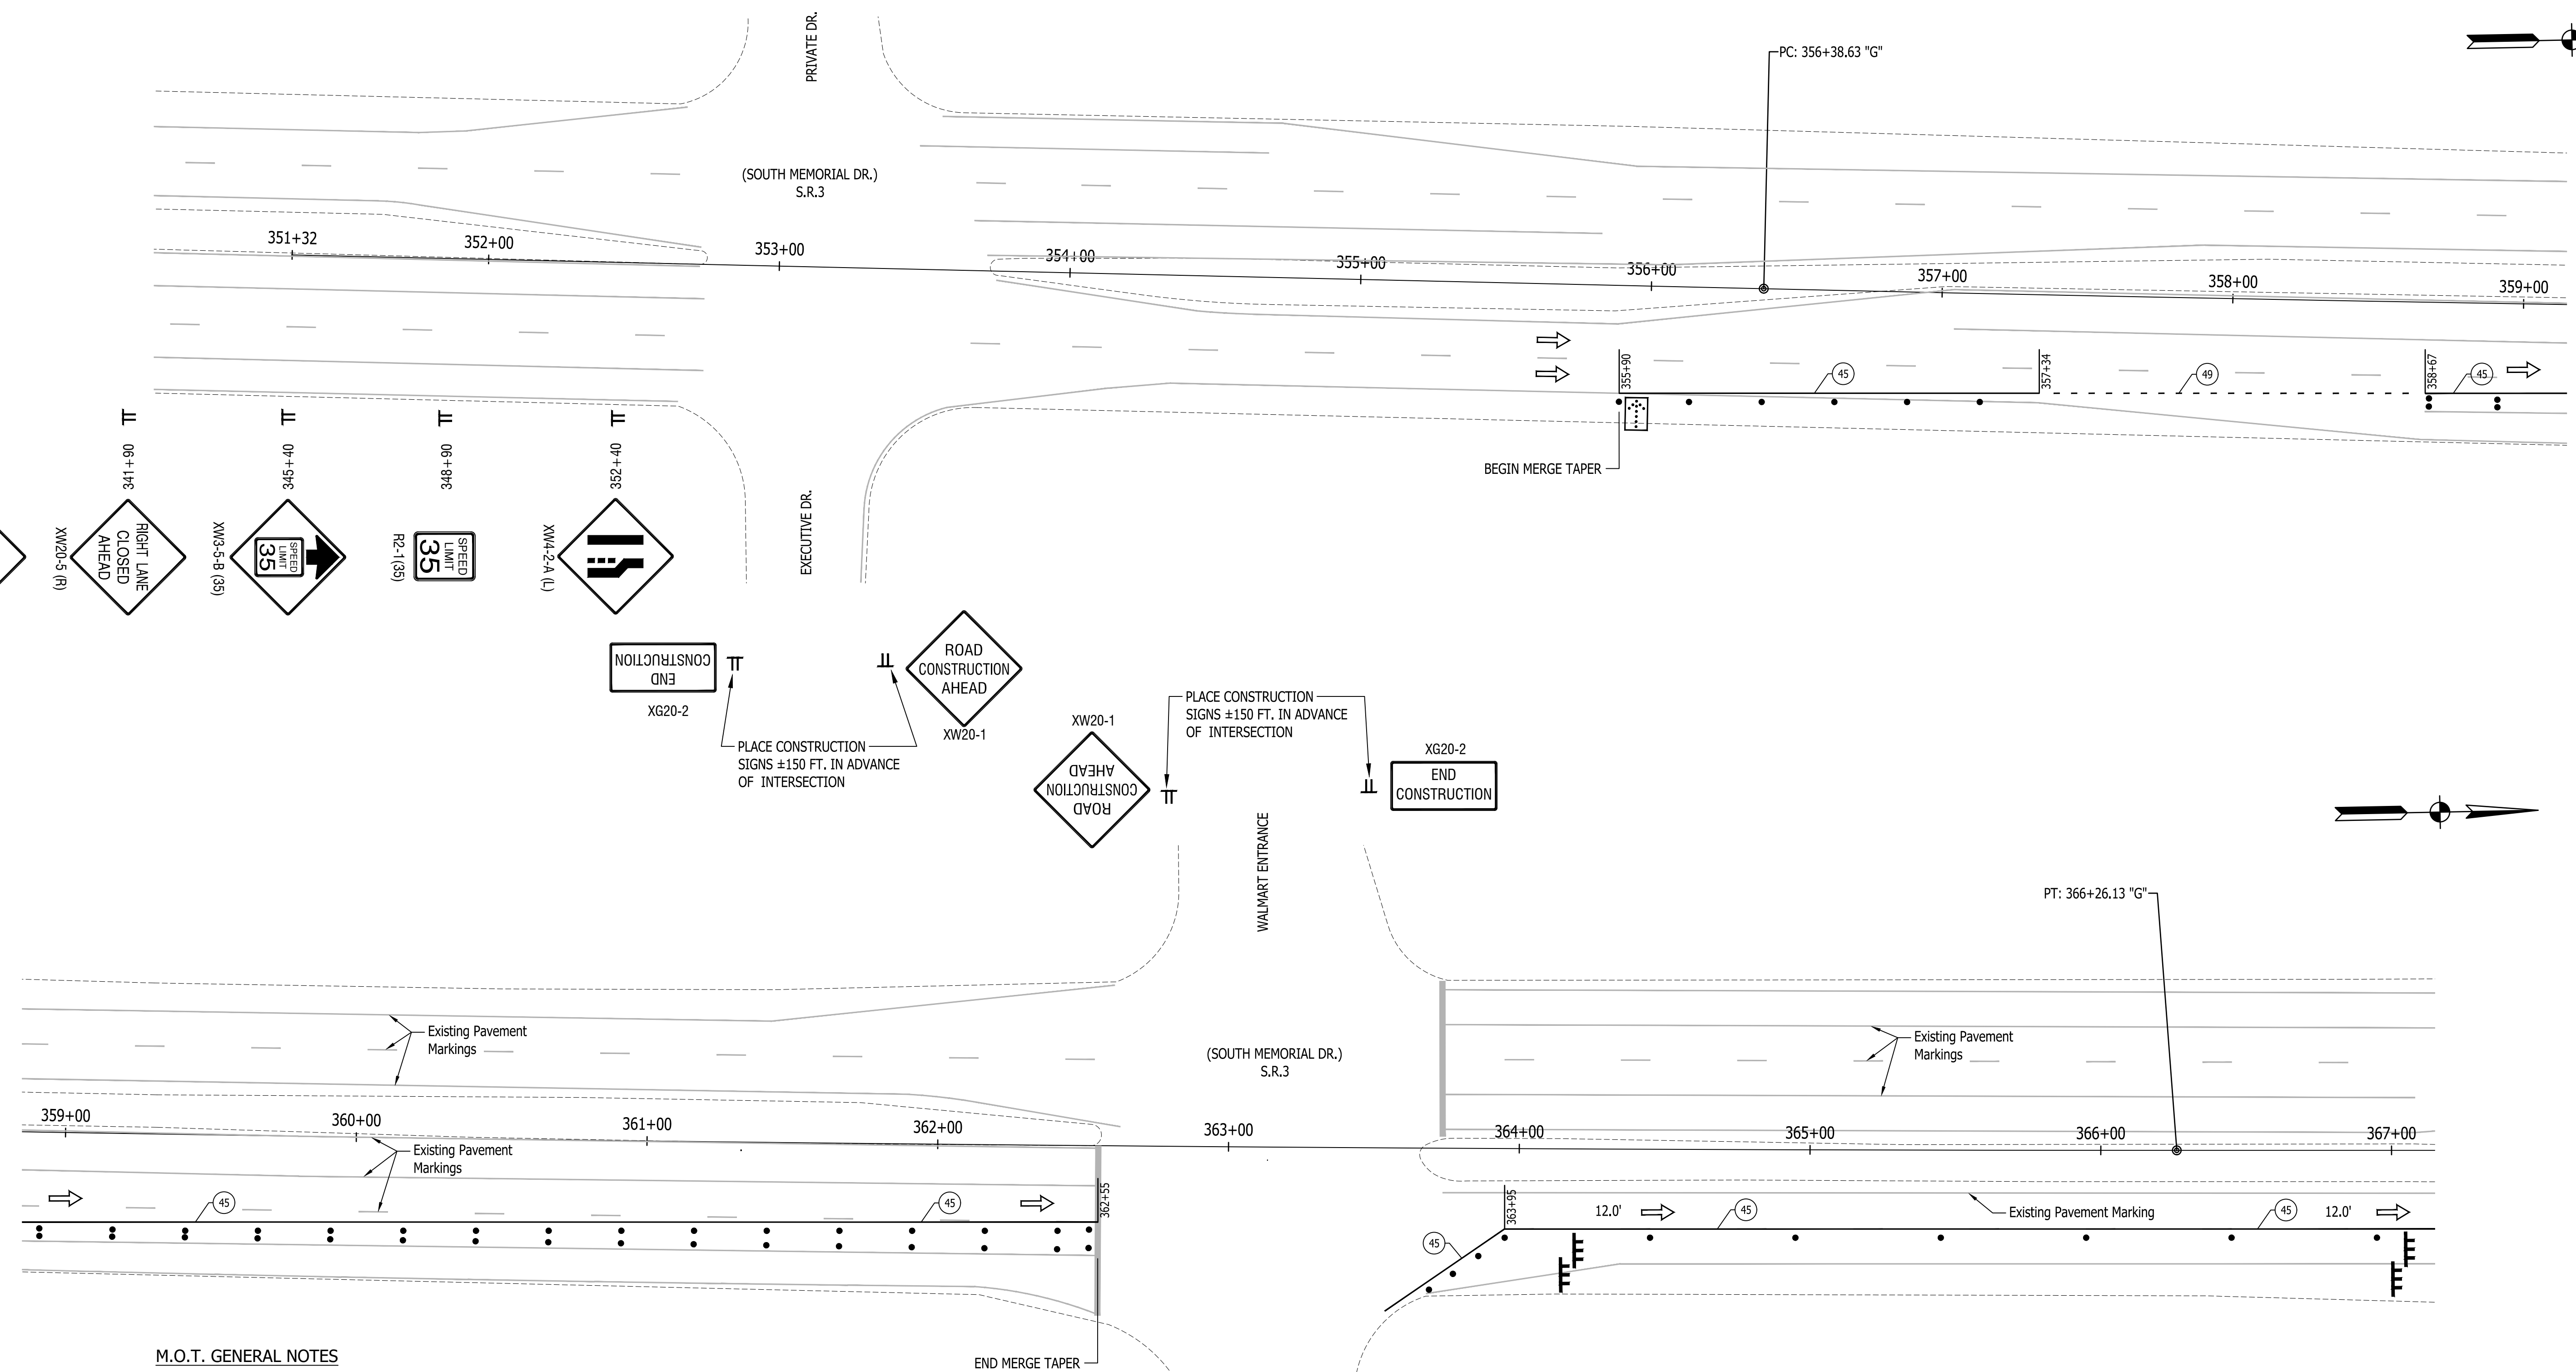 PRIVATE DR.
PC: 356+38.63 "G"
(SOUTH MEMORIAL DR.)
S.R.3
351+32
352+00
353+00
354+00
355+00
356+00
357+00
358+00
359+00
355+90
45
357+34
49
358+67
45
BEGIN MERGE TAPER
341+90
345+40
348+90
352+40
XW20-5 (R)
RIGHT LANE
CLOSED
AHEAD
XW3-5-B (35)
SPEED
LIMIT
35
R2-1(35)
SPEED
LIMIT
35
XW4-2-A (L)
EXECUTIVE DR.
END
CONSTRUCTION
XG20-2
ROAD
CONSTRUCTION
AHEAD
XW20-1
PLACE CONSTRUCTION
SIGNS ±150 FT. IN ADVANCE
OF INTERSECTION
XW20-1
ROAD
CONSTRUCTION
AHEAD
PLACE CONSTRUCTION
SIGNS ±150 FT. IN ADVANCE
OF INTERSECTION
XG20-2
END
CONSTRUCTION
WALMART ENTRANCE
PT: 366+26.13 "G"
Existing Pavement
Markings
(SOUTH MEMORIAL DR.)
S.R.3
Existing Pavement
Markings
359+00
360+00
361+00
362+00
363+00
364+00
365+00
366+00
367+00
Existing Pavement
Markings
45
45
362+55
363+95
12.0'
45
Existing Pavement Marking
45
12.0'
45
M.O.T. GENERAL NOTES
END MERGE TAPER